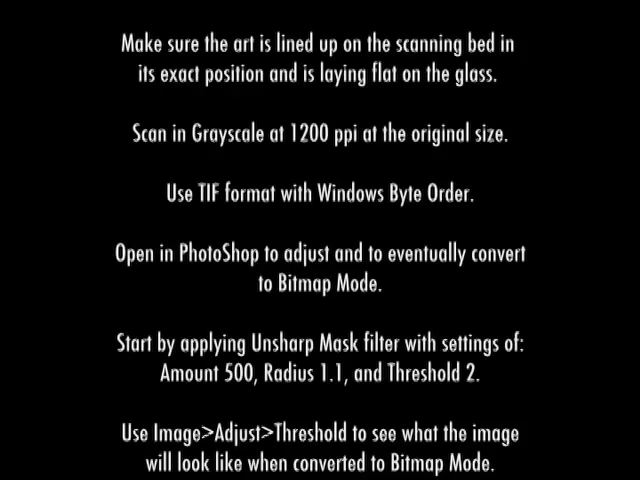 Make sure the art is lined up on the scanning bed in
its exact position and is laying flat on the glass.
Scan in Grayscale at 1200 ppi at the original size.
Use TIF format with Windows Byte Order.
Open in PhotoShop to adjust and to eventually convert
to Bitmap Mode.
Start by applying Unsharp Mask filter with settings of:
Amount 500, Radius 1.1, and Threshold 2.
Use Image>Adjust>Threshold to see what the image
will look like when converted to Bitmap Mode.